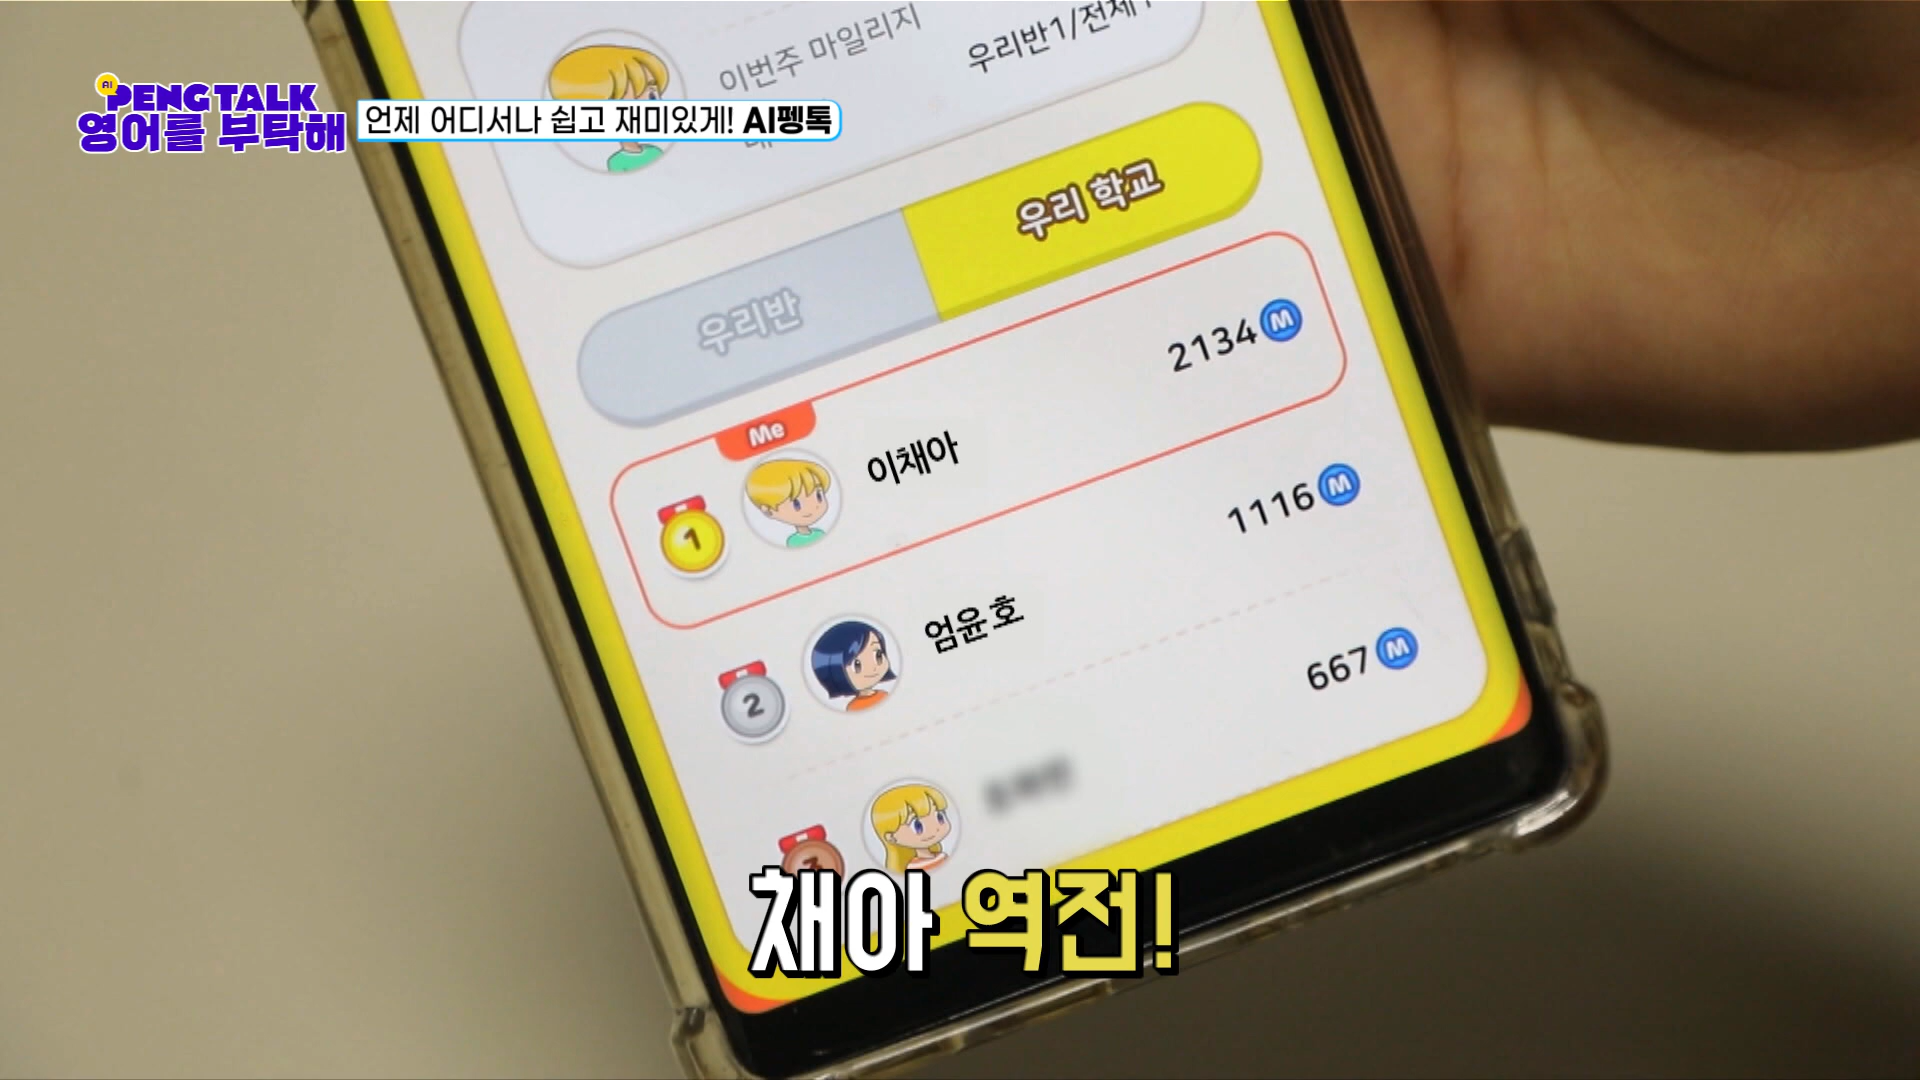 AI
PENGTALK
영어를 부탁해
언제 어디서나 쉽고 재미있게! AI펭톡
이번주 마일리지
우리반1/전체1
우리반
우리 학교
Me
1
이채아
2134 M
2
엄윤호
1116 M
3
667 M
채아 역전!